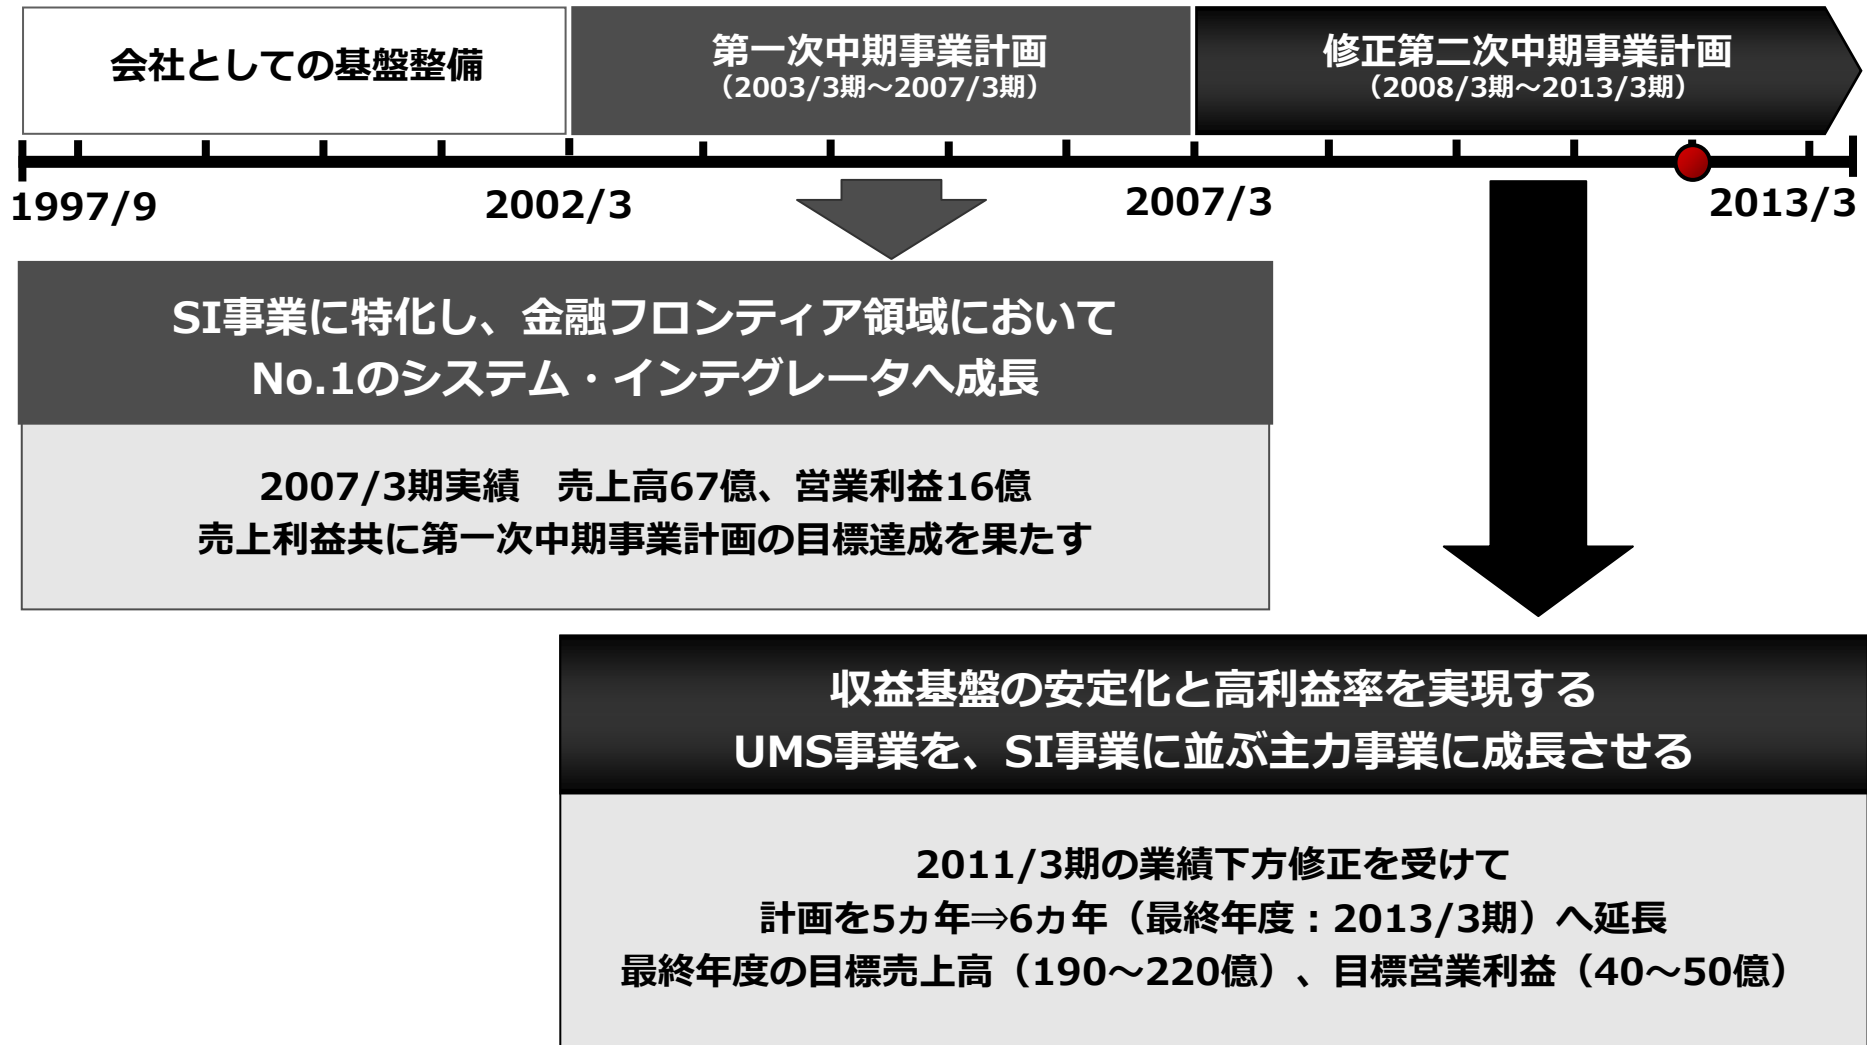 会社としての基盤整備
第一次中期事業計画
（2003/3期～2007/3期）
修正第二次中期事業計画
（2008/3期～2013/3期）
1997/9
2002/3
2007/3
2013/3
SI事業に特化し、金融フロンティア領域において
No.1のシステム・インテグレータへ成長
2007/3期実績　売上高67億、営業利益16億
売上利益共に第一次中期事業計画の目標達成を果たす
収益基盤の安定化と高利益率を実現する
UMS事業を、SI事業に並ぶ主力事業に成長させる
2011/3期の業績下方修正を受けて
計画を5ヵ年⇒6ヵ年（最終年度：2013/3期）へ延長
最終年度の目標売上高（190～220億）、目標営業利益（40～50億）